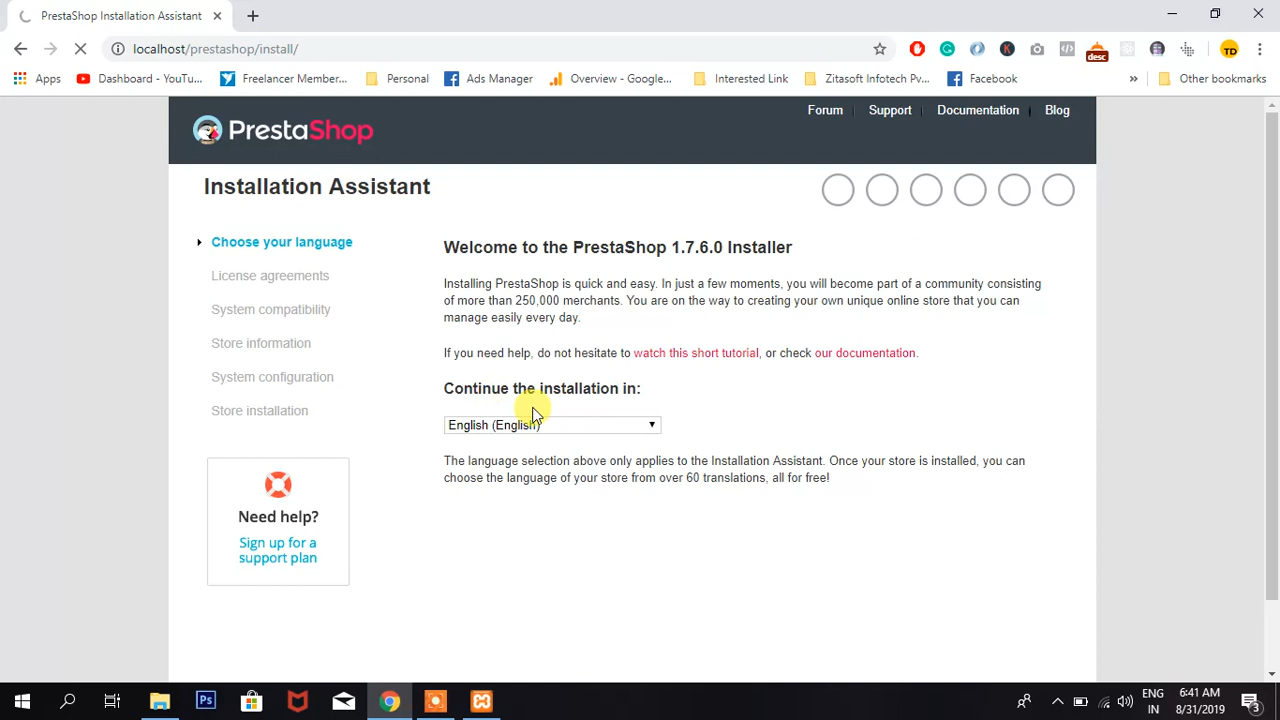 PrestaShop Installation Assistant
localhost/prestashop/install/
Apps
Dashboard - YouTu...
Freelancer Member...
Personal
Ads Manager
Overview - Google...
Interested Link
Zitasoft Infotech Pv...
Facebook
»
Other bookmarks
K
desc
TD
Forum
Support
Documentation
Blog
PrestaShop
Installation Assistant
Choose your language
License agreements
System compatibility
Store information
System configuration
Store installation
Need help?
Sign up for a
support plan
Welcome to the PrestaShop 1.7.6.0 Installer
Installing PrestaShop is quick and easy. In just a few moments, you will become part of a community consisting
of more than 250,000 merchants. You are on the way to creating your own unique online store that you can
manage easily every day.
If you need help, do not hesitate to watch this short tutorial, or check our documentation.
Continue the installation in:
English (English)
The language selection above only applies to the Installation Assistant. Once your store is installed, you can
choose the language of your store from over 60 translations, all for free!
Ps
ENG
IN
6:41 AM
8/31/2019
3